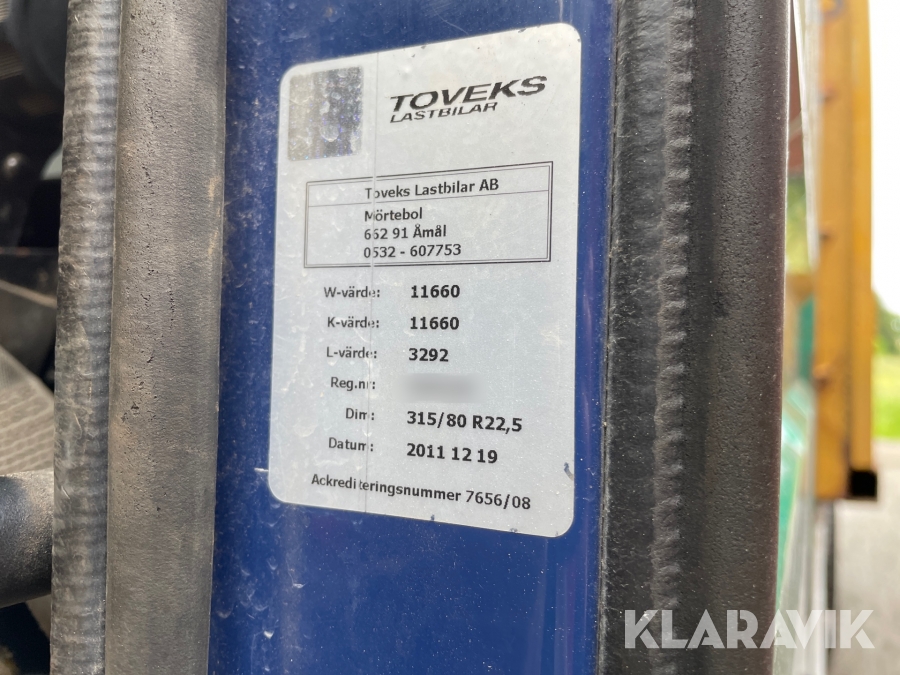 TOVEKS
LASTBILAR
Toveks Lastbilar AB
Mörtebol
662 91 Åmål
0532 - 607753
W-värde: 11660
K-värde: 11660
L-värde: 3292
Reg.nr:
Dim: 315/80 R22,5
Datum: 2011 12 19
Ackrediteringsnummer 7656/08
KLARAVIK